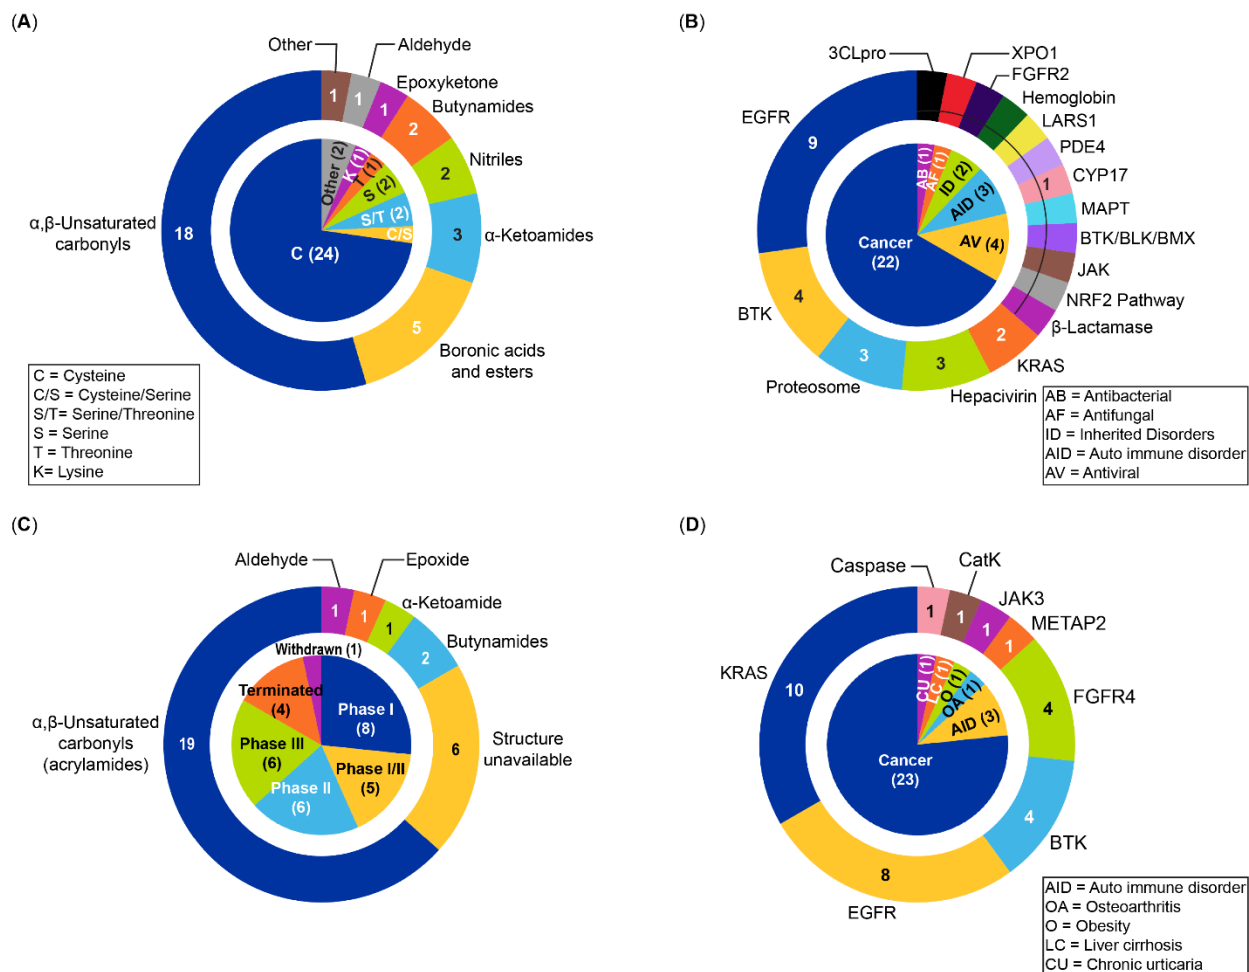 (A)
Other
Aldehyde
Epoxyketone
Butynamides
Nitriles
α-Ketoamides
Boronic acids
and esters
α,β-Unsaturated
carbonyls
18
1
1
1
2
2
3
5
Other (2)
K (1)
T (1)
S (2)
S/T (2)
C/S
C (24)
C = Cysteine
C/S = Cysteine/Serine
S/T= Serine/Threonine
S = Serine
T = Threonine
K= Lysine
(B)
3CLpro
XPO1
FGFR2
Hemoglobin
LARS1
PDE4
CYP17
MAPT
BTK/BLK/BMX
JAK
NRF2 Pathway
β-Lactamase
KRAS
Hepacivirin
Proteosome
BTK
EGFR
9
4
3
3
2
1
AB (1)
AF (1)
ID (2)
AID (3)
AV (4)
Cancer
(22)
AB = Antibacterial
AF = Antifungal
ID = Inherited Disorders
AID = Auto immune disorder
AV = Antiviral
(C)
Aldehyde
Epoxide
α-Ketoamide
Butynamides
Structure
unavailable
α,β-Unsaturated
carbonyls
(acrylamides)
19
1
1
1
2
6
Withdrawn (1)
Terminated
(4)
Phase III
(6)
Phase II
(6)
Phase I/II
(5)
Phase I
(8)
(D)
Caspase
CatK
JAK3
METAP2
FGFR4
BTK
EGFR
KRAS
10
1
1
1
1
4
4
8
CU (1)
LC (1)
O (1)
OA (1)
AID (3)
Cancer
(23)
AID = Auto immune disorder
OA = Osteoarthritis
O = Obesity
LC = Liver cirrhosis
CU = Chronic urticaria